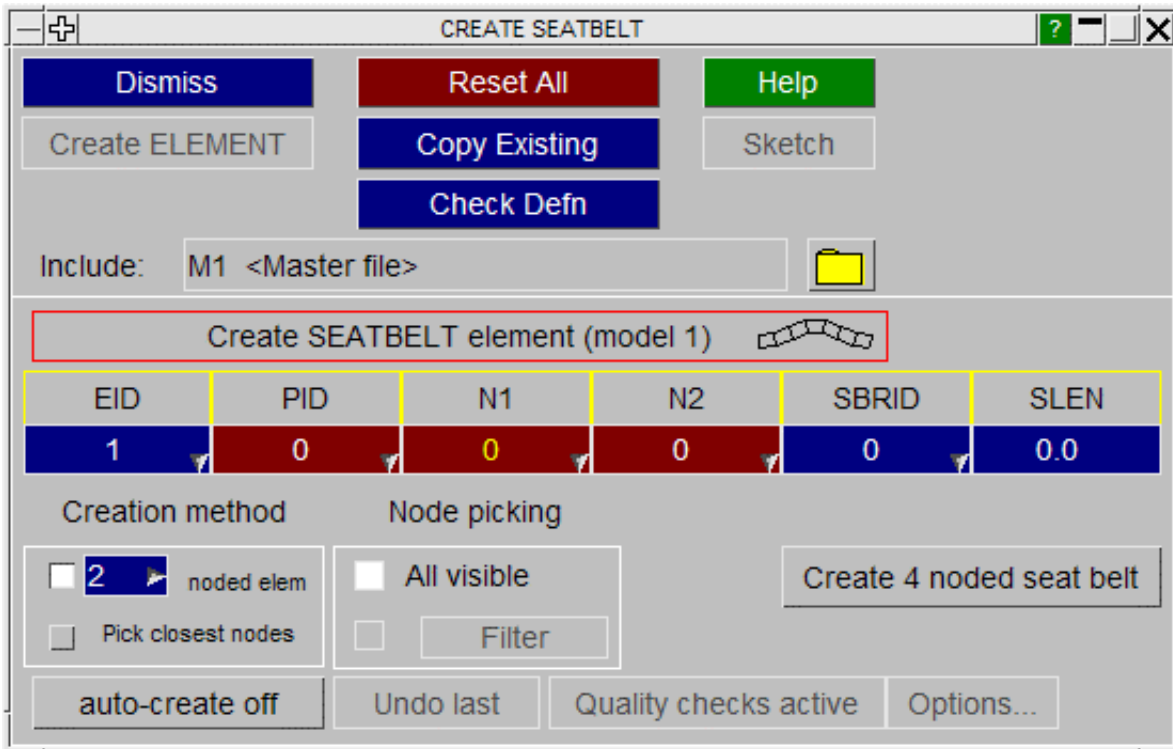 CREATE SEATBELT ?
Dismiss Reset All Help
Create ELEMENT Copy Existing Sketch
Check Defn
Include: M1 <Master file>
Create SEATBELT element (model 1)
EID PID N1 N2 SBRID SLEN
1 0 0 0 0 0.0
Creation method Node picking
2 noded elem All visible Create 4 noded seat belt
Pick closest nodes Filter
auto-create off Undo last Quality checks active Options...